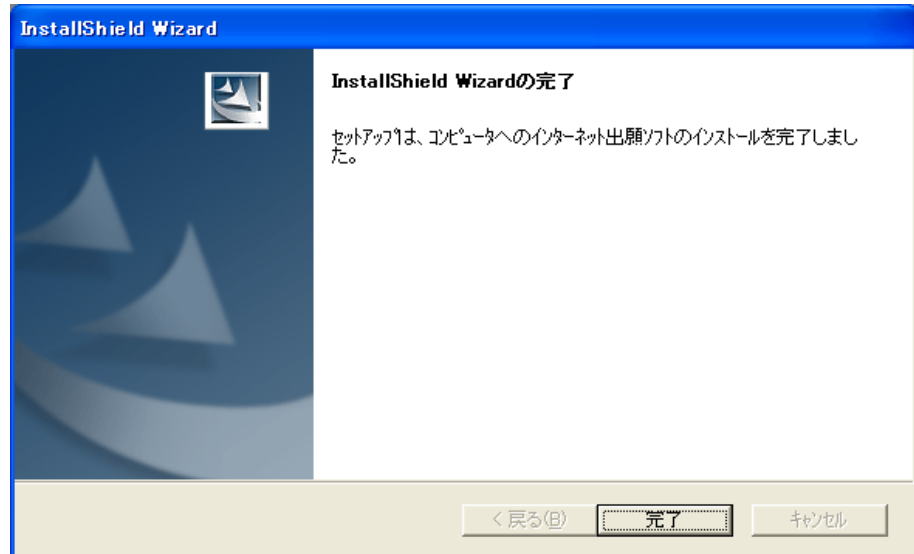 InstallShield Wizard
InstallShield Wizardの完了
セットアップは、コンピュータへのインターネット出願ソフトのインストールを完了しまし
た。
< 戻る(B)
完了
キャンセル